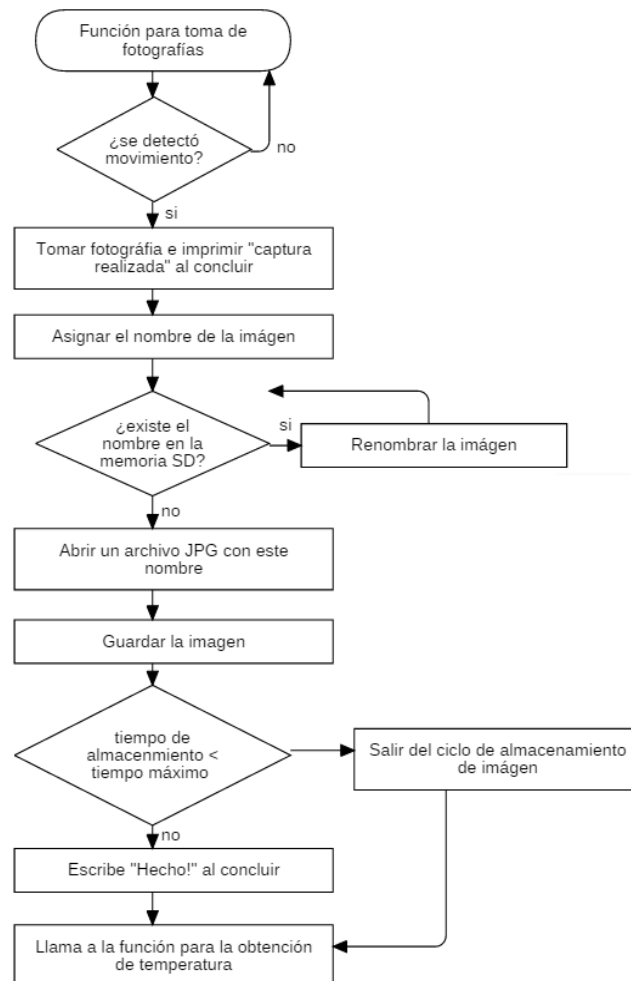 Función para toma de
fotografías
¿se detectó
movimiento?
no
si
Tomar fotográfia e imprimir "captura
realizada" al concluir
Asignar el nombre de la imágen
¿existe el
nombre en la
memoria SD?
si
Renombrar la imágen
no
Abrir un archivo JPG con este
nombre
Guardar la imagen
tiempo de
almacenmiento <
tiempo máximo
Salir del ciclo de almacenamiento
de imágen
no
Escribe "Hecho!" al concluir
Llama a la función para la obtención
de temperatura